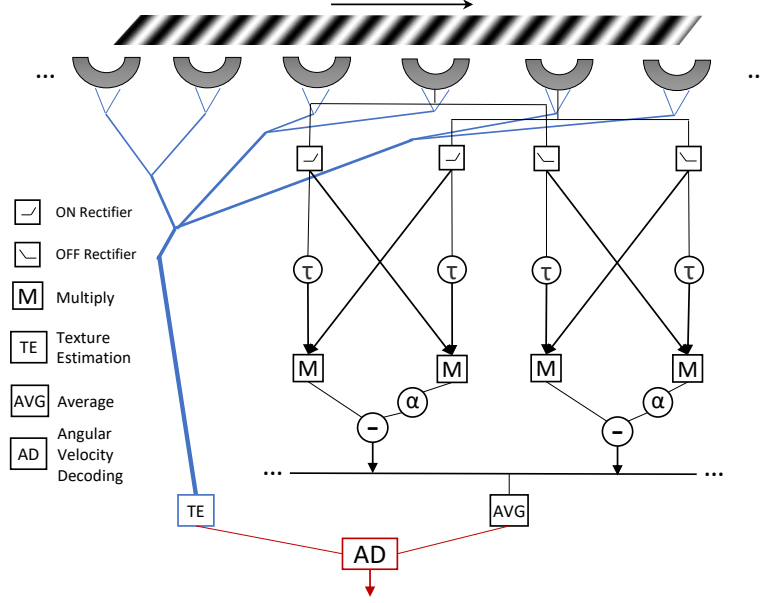 ...
..
τ
τ
τ
τ
M
M
M
M
α
α
-
-
ON Rectifier
OFF Rectifier
M Multiply
TE Texture
Estimation
AVG Average
AD Angular
Velocity
Decoding
...
...
TE
AVG
AD